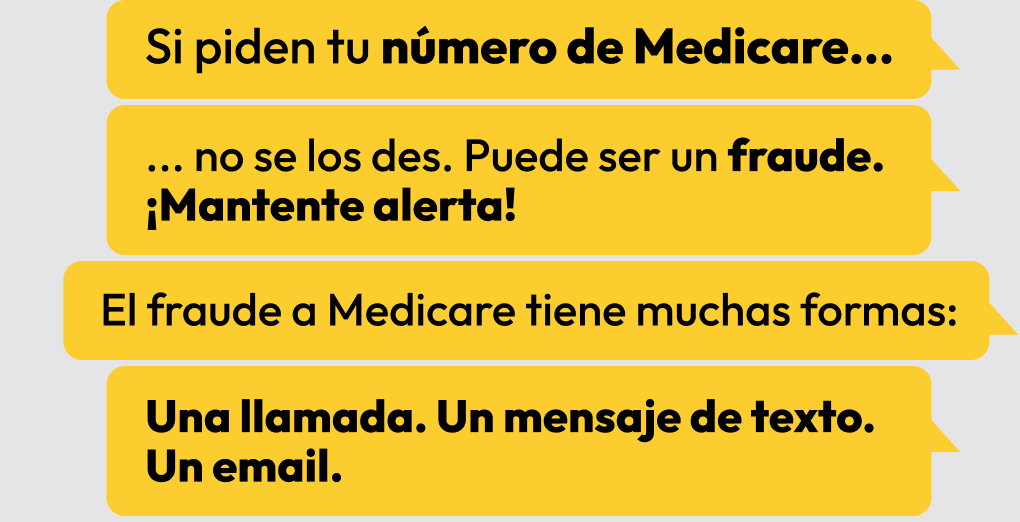 Si piden tu número de Medicare...
... no se los des. Puede ser un fraude.
¡Mantente alerta!
El fraude a Medicare tiene muchas formas:
Una llamada. Un mensaje de texto.
Un email.